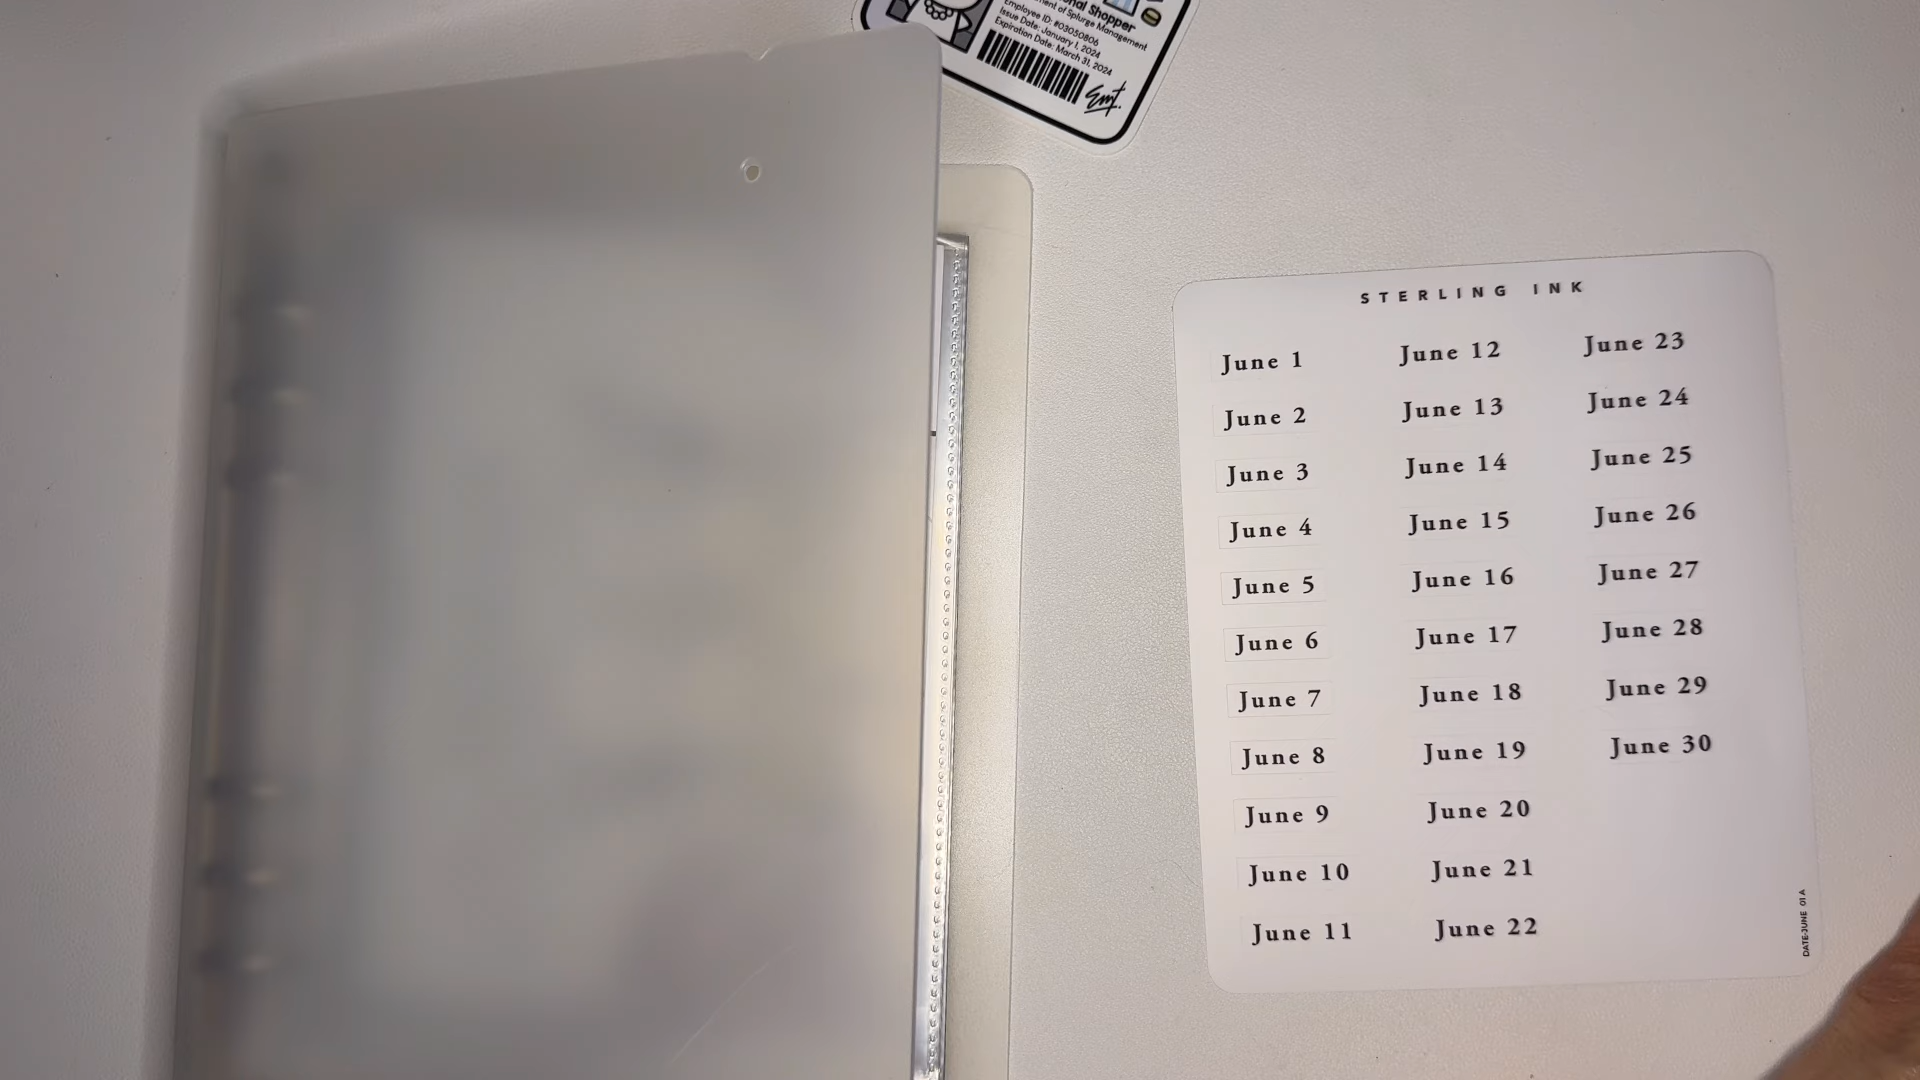 Shopper
ment of Splurge Management
Employee ID: #03050806
Issue Date: January 1, 2024
Expiration Date: March 31, 2024
Emt.
STERLING INK
June 1
June 2
June 3
June 4
June 5
June 6
June 7
June 8
June 9
June 10
June 11
June 12
June 13
June 14
June 15
June 16
June 17
June 18
June 19
June 20
June 21
June 22
June 23
June 24
June 25
June 26
June 27
June 28
June 29
June 30
DATE-JUNE 01 A